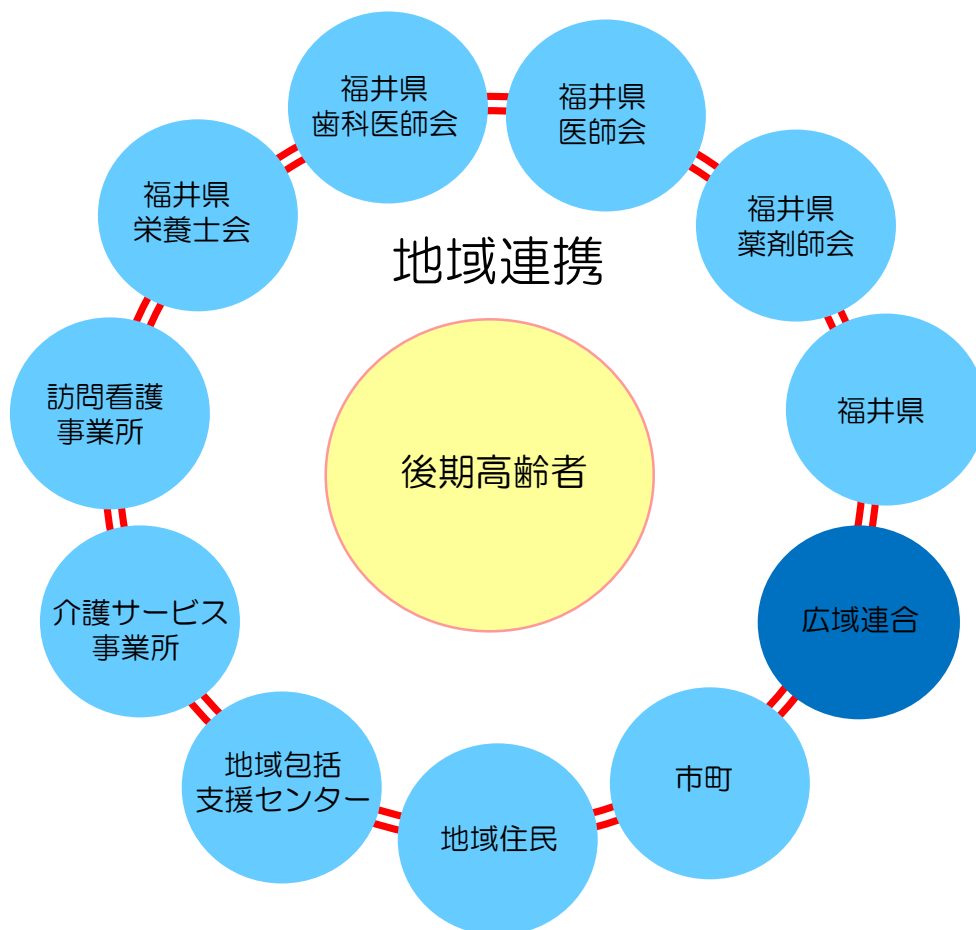 福井県
歯科医師会
福井県
医師会
福井県
栄養士会
福井県
薬剤師会
地域連携
訪問看護
事業所
福井県
後期高齢者
介護サービス
事業所
広域連合
地域包括
支援センター
市町
地域住民